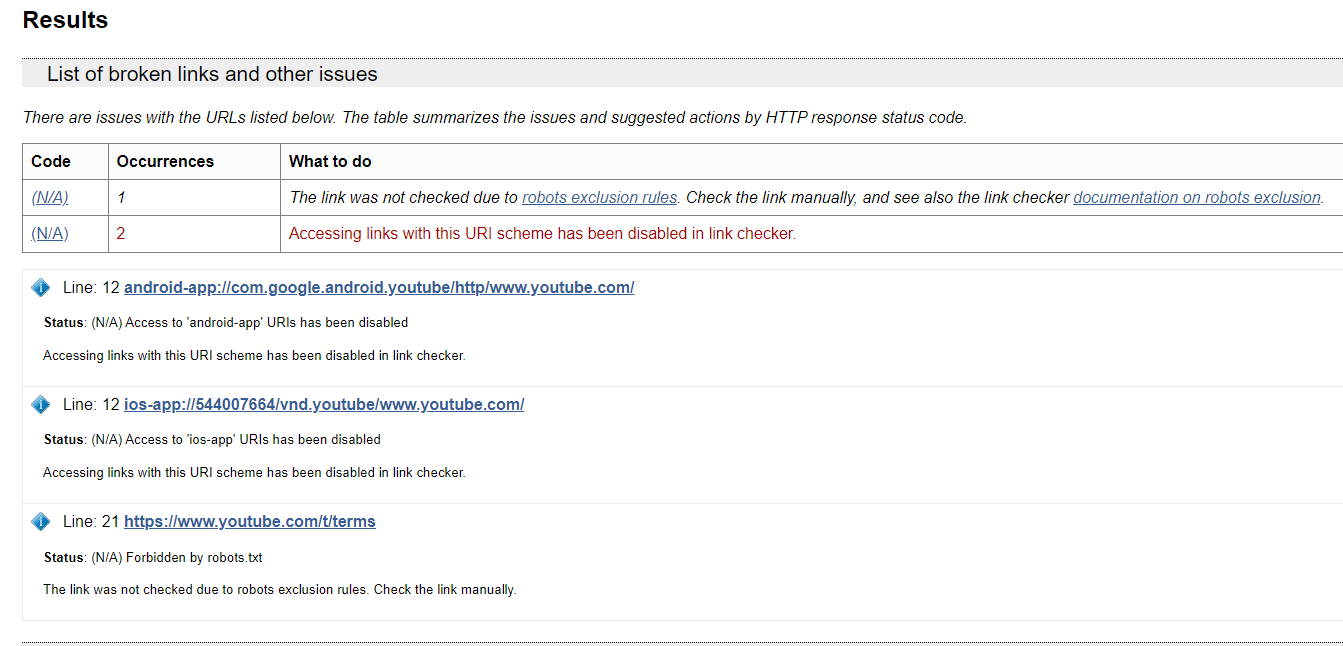 Results
List of broken links and other issues
There are issues with the URLs listed below. The table summarizes the issues and suggested actions by HTTP response status code.
Code Occurrences What to do
(N/A) 1 The link was not checked due to robots exclusion rules. Check the link manually, and see also the link checker documentation on robots exclusion.
(N/A) 2 Accessing links with this URI scheme has been disabled in link checker.
Line: 12 android-app://com.google.android.youtube/http/www.youtube.com/
Status: (N/A) Access to 'android-app' URIs has been disabled
Accessing links with this URI scheme has been disabled in link checker.
Line: 12 ios-app://544007664/vnd.youtube/www.youtube.com/
Status: (N/A) Access to 'ios-app' URIs has been disabled
Accessing links with this URI scheme has been disabled in link checker.
Line: 21 https://www.youtube.com/t/terms
Status: (N/A) Forbidden by robots.txt
The link was not checked due to robots exclusion rules. Check the link manually.